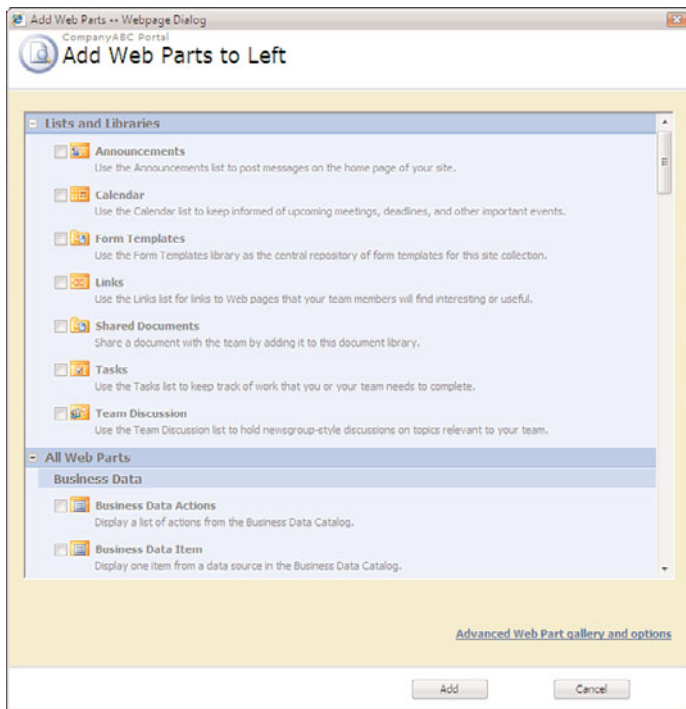 Add Web Parts -- Webpage Dialog
CompanyABC Portal
Add Web Parts to Left
Lists and Libraries
Announcements
Use the Announcements list to post messages on the home page of your site.
Calendar
Use the Calendar list to keep informed of upcoming meetings, deadlines, and other important events.
Form Templates
Use the Form Templates library as the central repository of form templates for this site collection.
Links
Use the Links list for links to Web pages that your team members will find interesting or useful.
Shared Documents
Share a document with the team by adding it to this document library.
Tasks
Use the Tasks list to keep track of work that you or your team needs to complete.
Team Discussion
Use the Team Discussion list to hold newsgroup-style discussions on topics relevant to your team.
All Web Parts
Business Data
Business Data Actions
Display a list of actions from the Business Data Catalog.
Business Data Item
Display one item from a data source in the Business Data Catalog.
Advanced Web Part gallery and options
Add Cancel